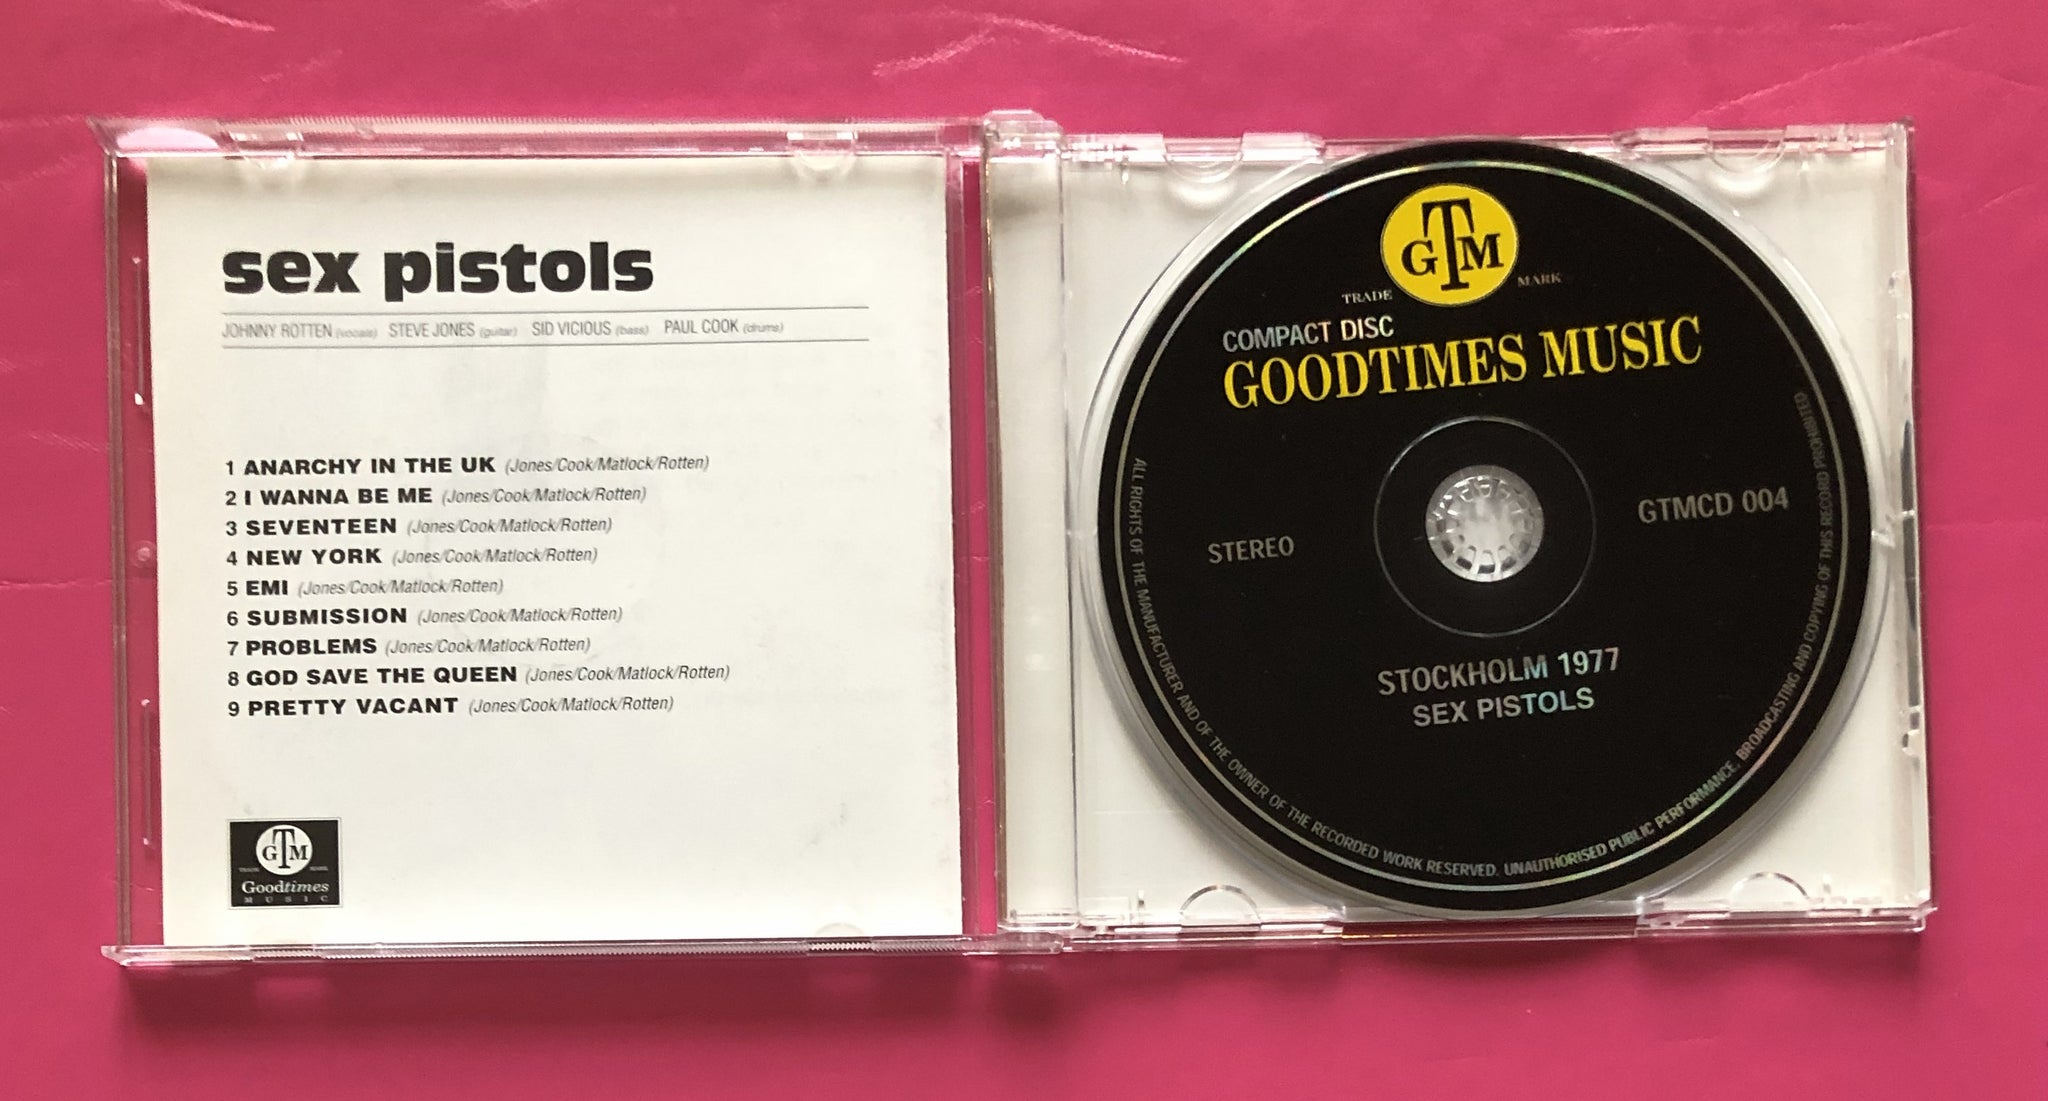 sex pistols
JOHNNY ROTTEN (vocals) STEVE JONES (guitar) SID VICIOUS (bass) PAUL COOK (drums)
1 ANARCHY IN THE UK (Jones/Cook/Matlock/Rotten)
2 I WANNA BE ME (Jones/Cook/Matlock/Rotten)
3 SEVENTEEN (Jones/Cook/Matlock/Rotten)
4 NEW YORK (Jones/Cook/Matlock/Rotten)
5 EMI (Jones/Cook/Matlock/Rotten)
6 SUBMISSION (Jones/Cook/Matlock/Rotten)
7 PROBLEMS (Jones/Cook/Matlock/Rotten)
8 GOD SAVE THE QUEEN (Jones/Cook/Matlock/Rotten)
9 PRETTY VACANT (Jones/Cook/Matlock/Rotten)
GTM
TRADE MARK
Goodtimes
MUSIC
GTM
TRADE MARK
COMPACT DISC
GOODTIMES MUSIC
STEREO
GTMCD 004
STOCKHOLM 1977
SEX PISTOLS
ALL RIGHTS OF THE MANUFACTURER AND OF THE OWNER OF THE RECORDED WORK RESERVED. UNAUTHORISED PUBLIC PERFORMANCE, BROADCASTING AND COPYING OF THIS RECORD PROHIBITED